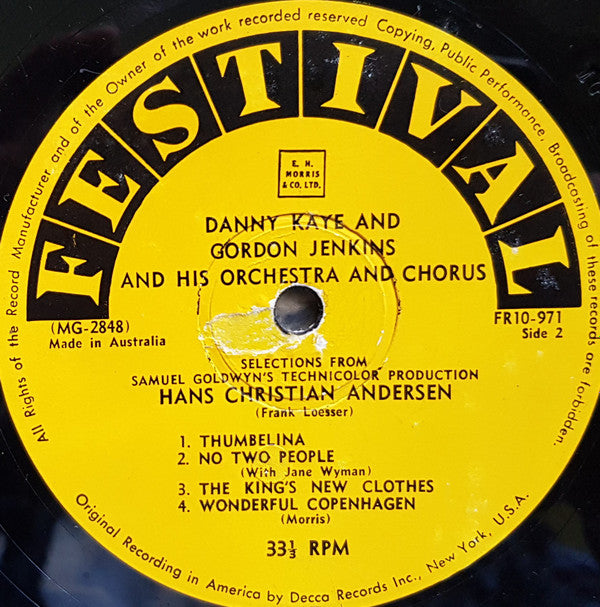 All Rights of the Record Manufacturer and of the Owner of the work recorded reserved Copying, Public Performance, Broadcasting of these records are forbidden.
FESTIVAL
E. H.
MORRIS
& CO. LTD.
DANNY KAYE AND
GORDON JENKINS
AND HIS ORCHESTRA AND CHORUS
(MG-2848)
Made in Australia
FR10-971
Side 2
SELECTIONS FROM
SAMUEL GOLDWYN'S TECHNICOLOR PRODUCTION
HANS CHRISTIAN ANDERSEN
(Frank Loesser)
1. THUMBELINA
2. NO TWO PEOPLE
(With Jane Wyman)
3. THE KING'S NEW CLOTHES
4. WONDERFUL COPENHAGEN
(Morris)
33⅓ RPM
Original Recording in America by Decca Records Inc., New York, U.S.A.